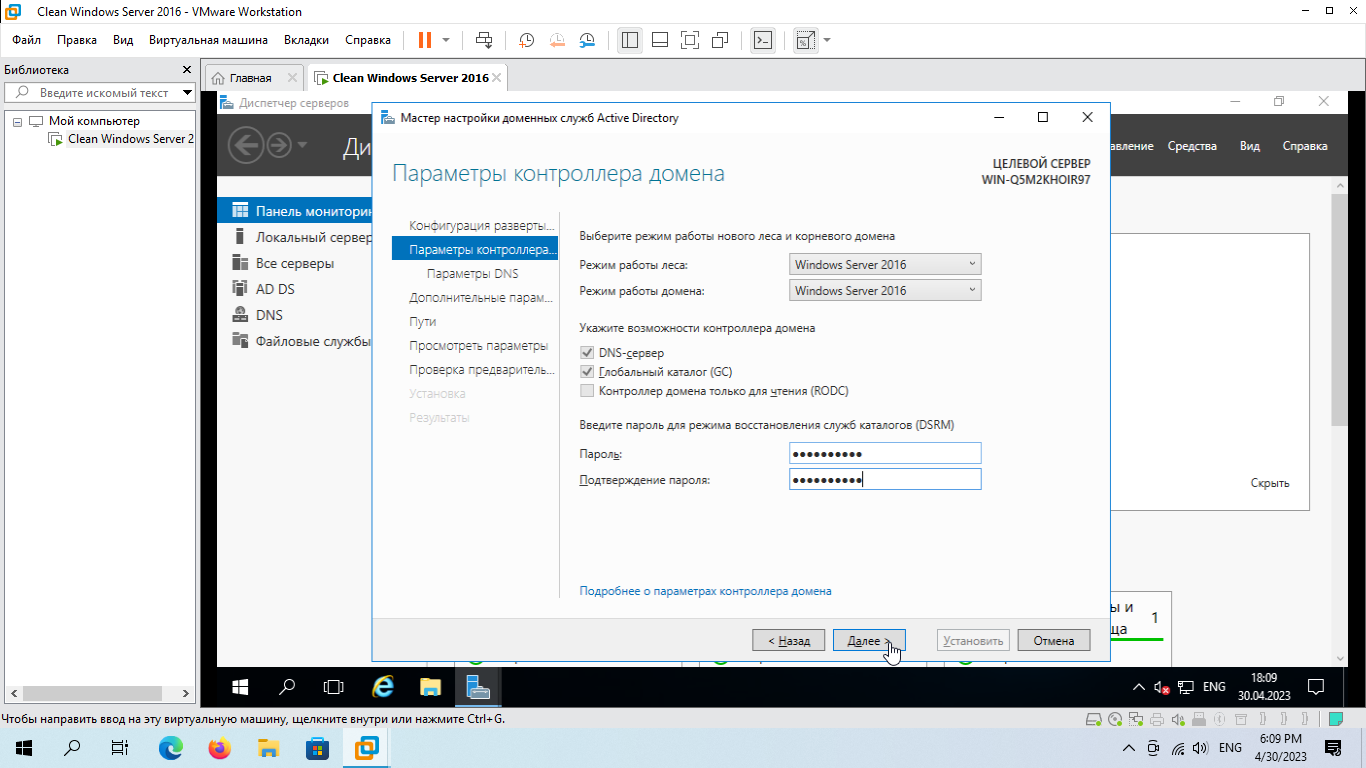 Clean Windows Server 2016 - VMware Workstation
Файл Правка Вид Виртуальная машина Вкладки Справка
Библиотека
Введите искомый текст
Мой компьютер
Clean Windows Server 2
Главная
Clean Windows Server 2016
Диспетчер серверов
Ди
авление Средства Вид Справка
Панель монитори
Локальный сервер
Все серверы
AD DS
DNS
Файловые службы
Скрыть
ы и
ща
1
Мастер настройки доменных служб Active Directory
Параметры контроллера домена
ЦЕЛЕВОЙ СЕРВЕР
WIN-Q5M2KHOIR97
Конфигурация разверты...
Параметры контроллера...
Параметры DNS
Дополнительные парам...
Пути
Просмотреть параметры
Проверка предваритель...
Установка
Результаты
Выберите режим работы нового леса и корневого домена
Режим работы леса: Windows Server 2016
Режим работы домена: Windows Server 2016
Укажите возможности контроллера домена
DNS-сервер
Глобальный каталог (GC)
Контроллер домена только для чтения (RODC)
Введите пароль для режима восстановления служб каталогов (DSRM)
Пароль: ●●●●●●●●●●
Подтверждение пароля: ●●●●●●●●●●
Подробнее о параметрах контроллера домена
< Назад Далее > Установить Отмена
ENG
18:09
30.04.2023
Чтобы направить ввод на эту виртуальную машину, щелкните внутри или нажмите Ctrl+G.
ENG
6:09 PM
4/30/2023